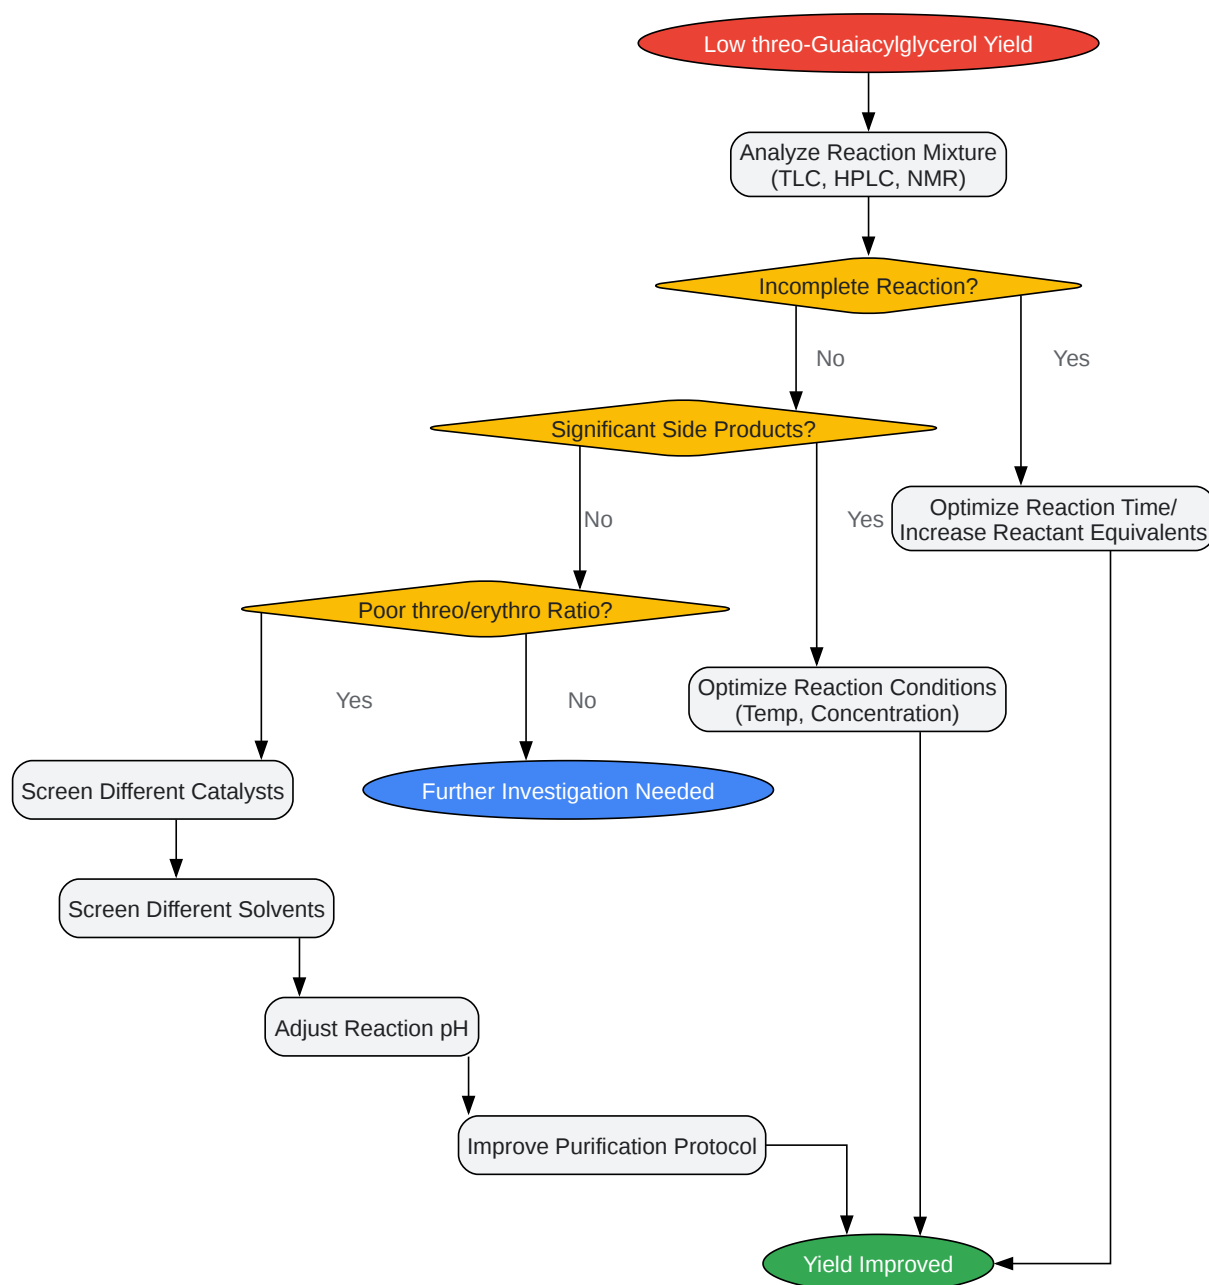 Low threo-Guaiacylglycerol Yield
Analyze Reaction Mixture
(TLC, HPLC, NMR)
Incomplete Reaction?
No
Yes
Significant Side Products?
No
Yes
Optimize Reaction Time/
Increase Reactant Equivalents
Poor threo/erythro Ratio?
Yes
No
Optimize Reaction Conditions
(Temp, Concentration)
Screen Different Catalysts
Further Investigation Needed
Screen Different Solvents
Adjust Reaction pH
Improve Purification Protocol
Yield Improved